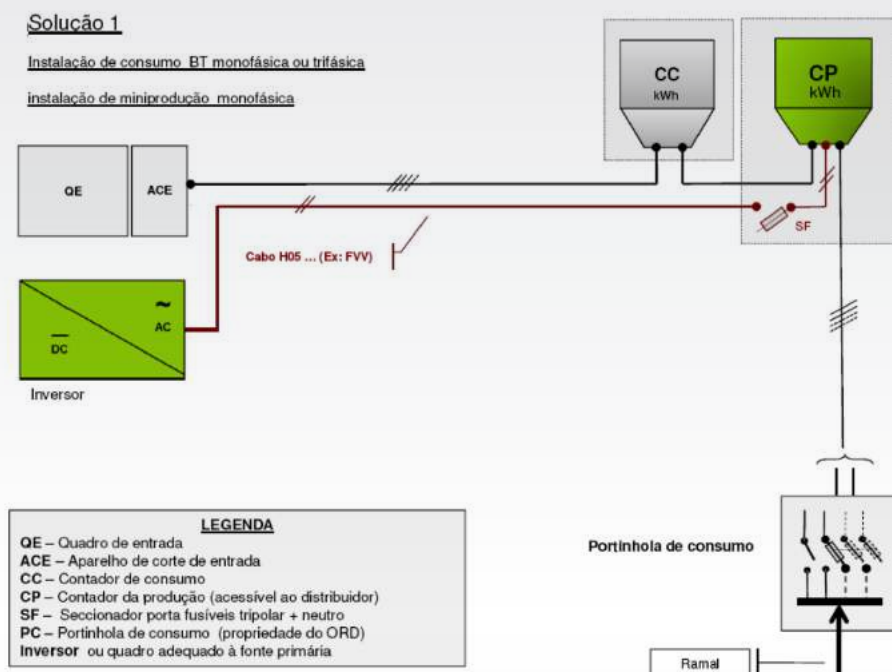 Solução 1
Instalação de consumo BT monofásica ou trifásica
instalação de miniprodução monofásica
CC
kWh
CP
kWh
QE
ACE
SF
Cabo H05 ... (Ex: FVV)
~
AC
DC
Inversor
LEGENDA
QE – Quadro de entrada
ACE – Aparelho de corte de entrada
CC – Contador de consumo
CP – Contador da produção (acessível ao distribuidor)
SF – Seccionador porta fusíveis tripolar + neutro
PC – Portinhola de consumo (propriedade do ORD)
Inversor ou quadro adequado à fonte primária
Portinhola de consumo
Ramal